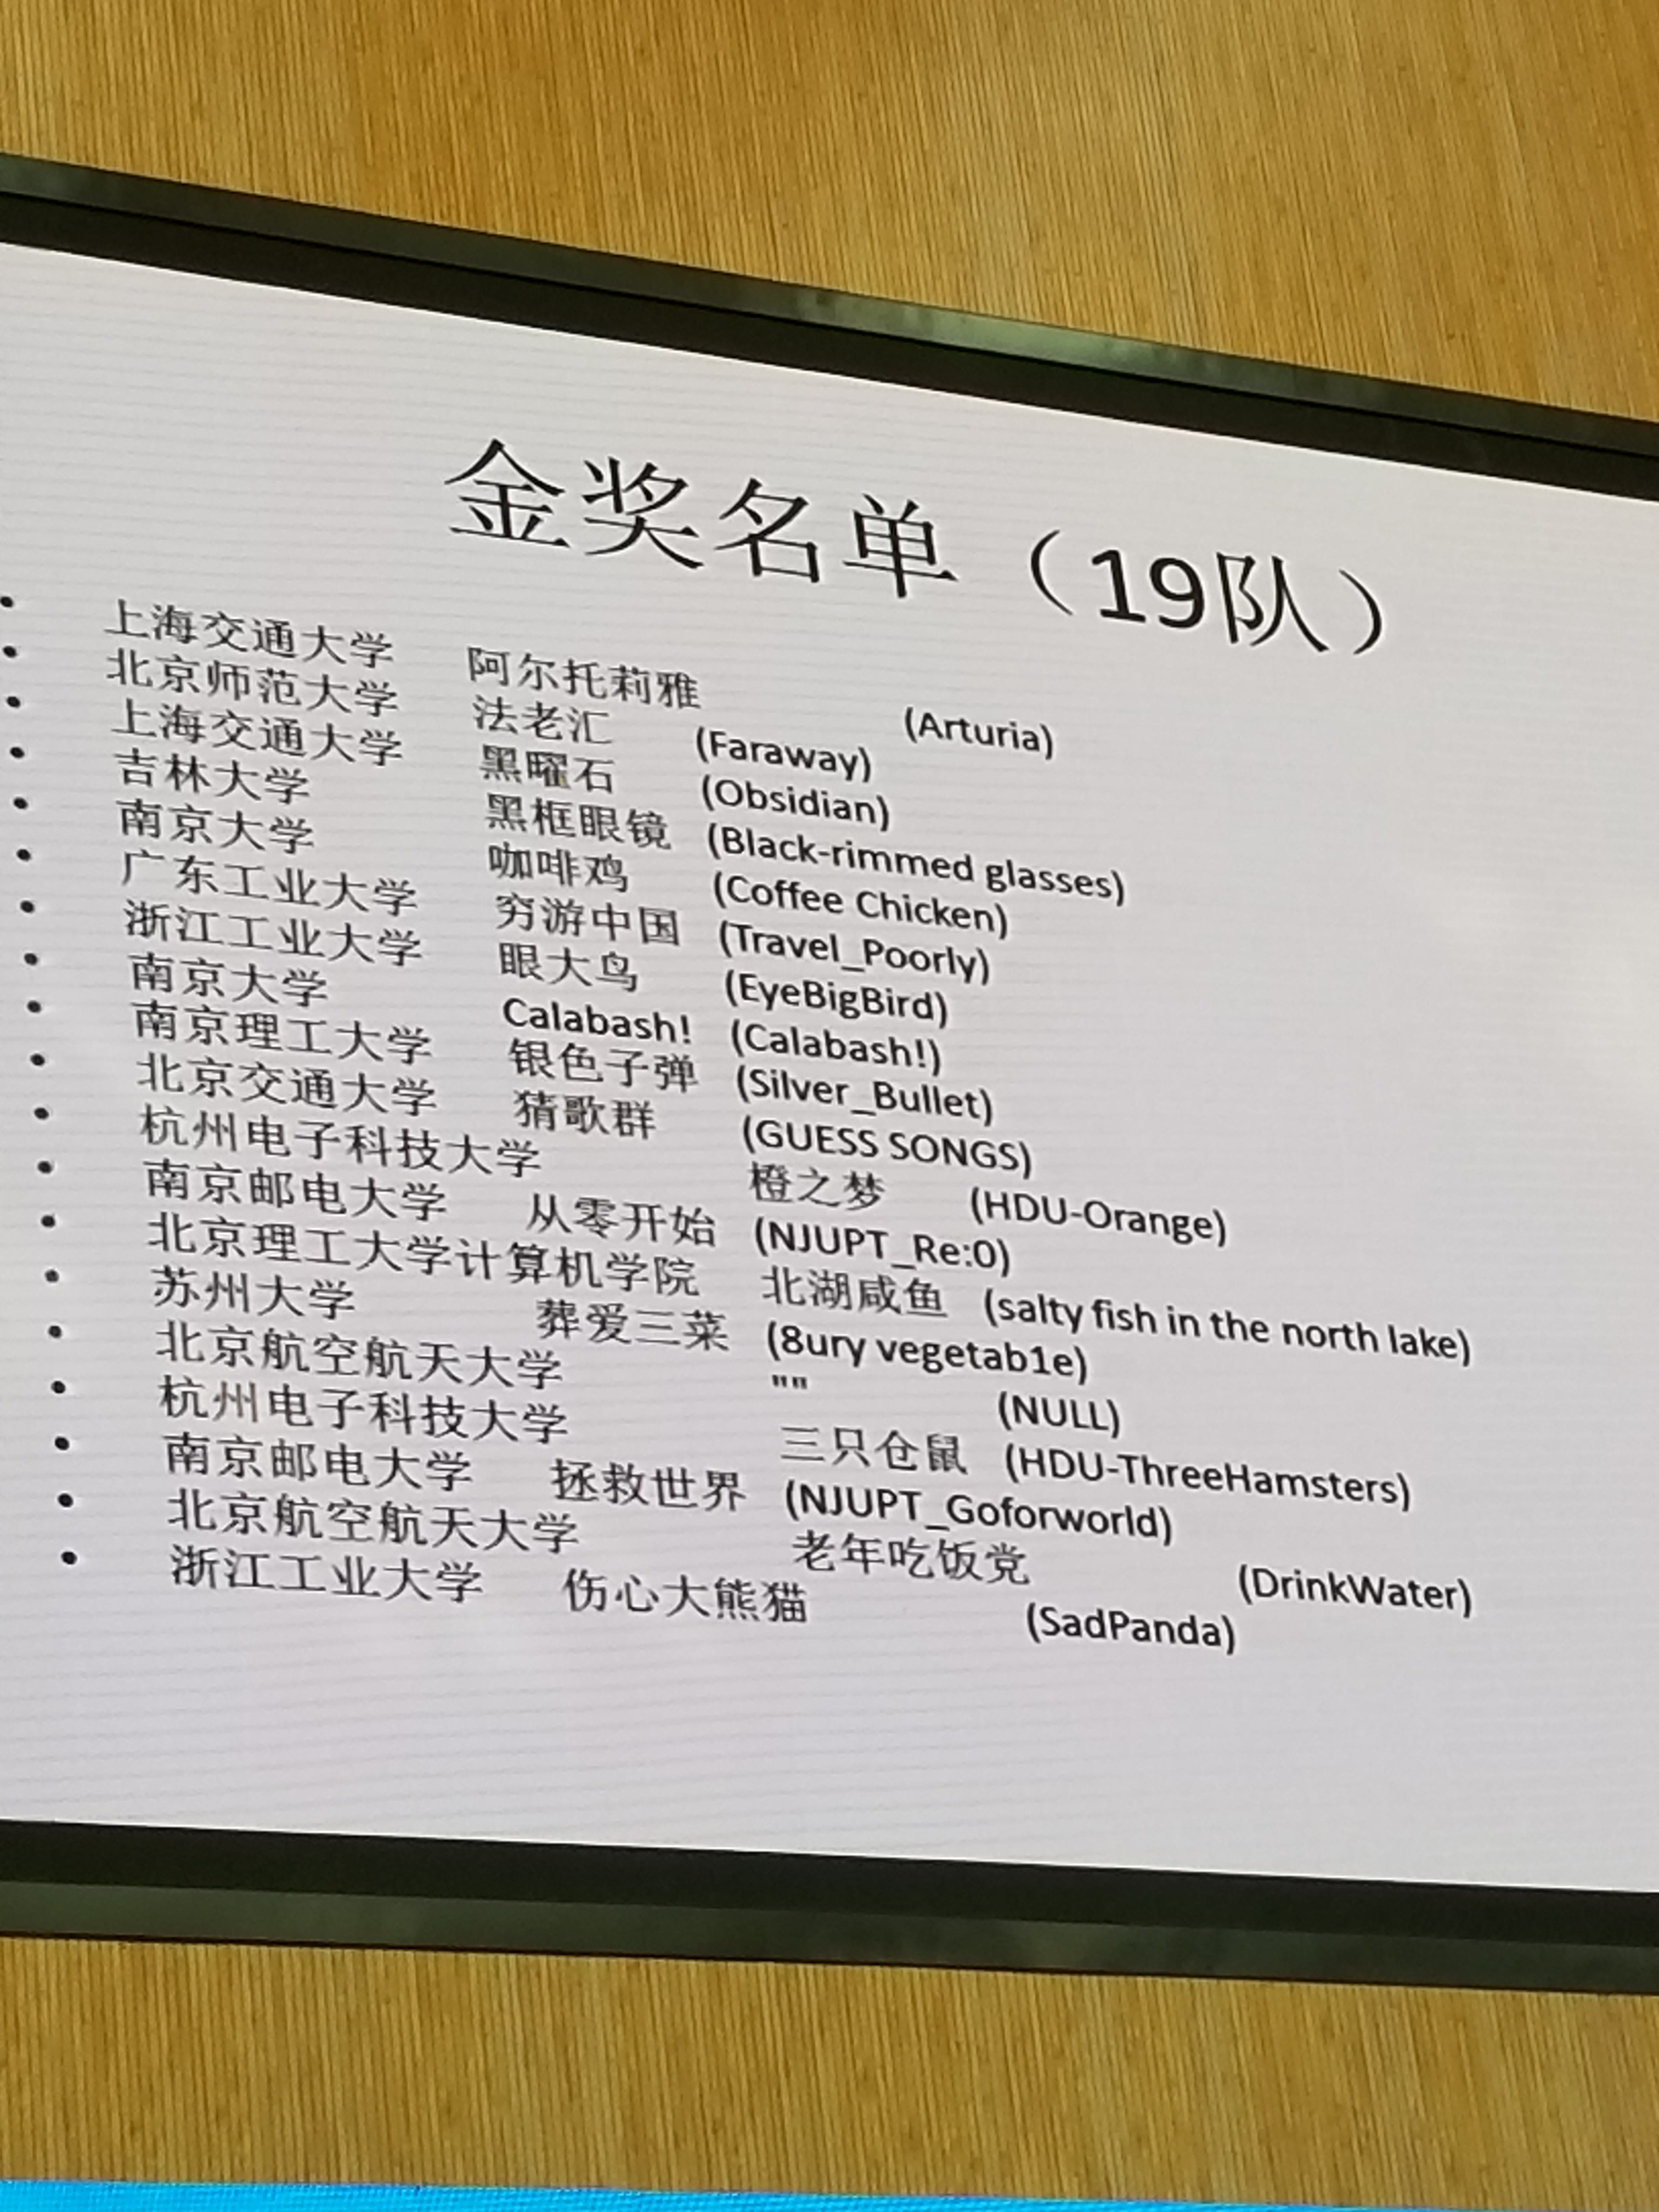 金奖名单（19队）
• 上海交通大学 阿尔托莉雅 (Arturia)
• 北京师范大学 法老汇 (Faraway)
• 上海交通大学 黑曜石 (Obsidian)
• 吉林大学 黑框眼镜 (Black-rimmed glasses)
• 南京大学 咖啡鸡 (Coffee Chicken)
• 广东工业大学 穷游中国 (Travel_Poorly)
• 浙江工业大学 眼大鸟 (EyeBigBird)
• 南京大学 Calabash! (Calabash!)
• 南京理工大学 银色子弹 (Silver_Bullet)
• 北京交通大学 猜歌群 (GUESS SONGS)
• 杭州电子科技大学 橙之梦 (HDU-Orange)
• 南京邮电大学 从零开始 (NJUPT_Re:0)
• 北京理工大学计算机学院 北湖咸鱼 (salty fish in the north lake)
• 苏州大学 葬爱三菜 (8ury vegetab1e)
• 北京航空航天大学 "" (NULL)
• 杭州电子科技大学 三只仓鼠 (HDU-ThreeHamsters)
• 南京邮电大学 拯救世界 (NJUPT_Goforworld)
• 北京航空航天大学 老年吃饭党 (DrinkWater)
• 浙江工业大学 伤心大熊猫 (SadPanda)